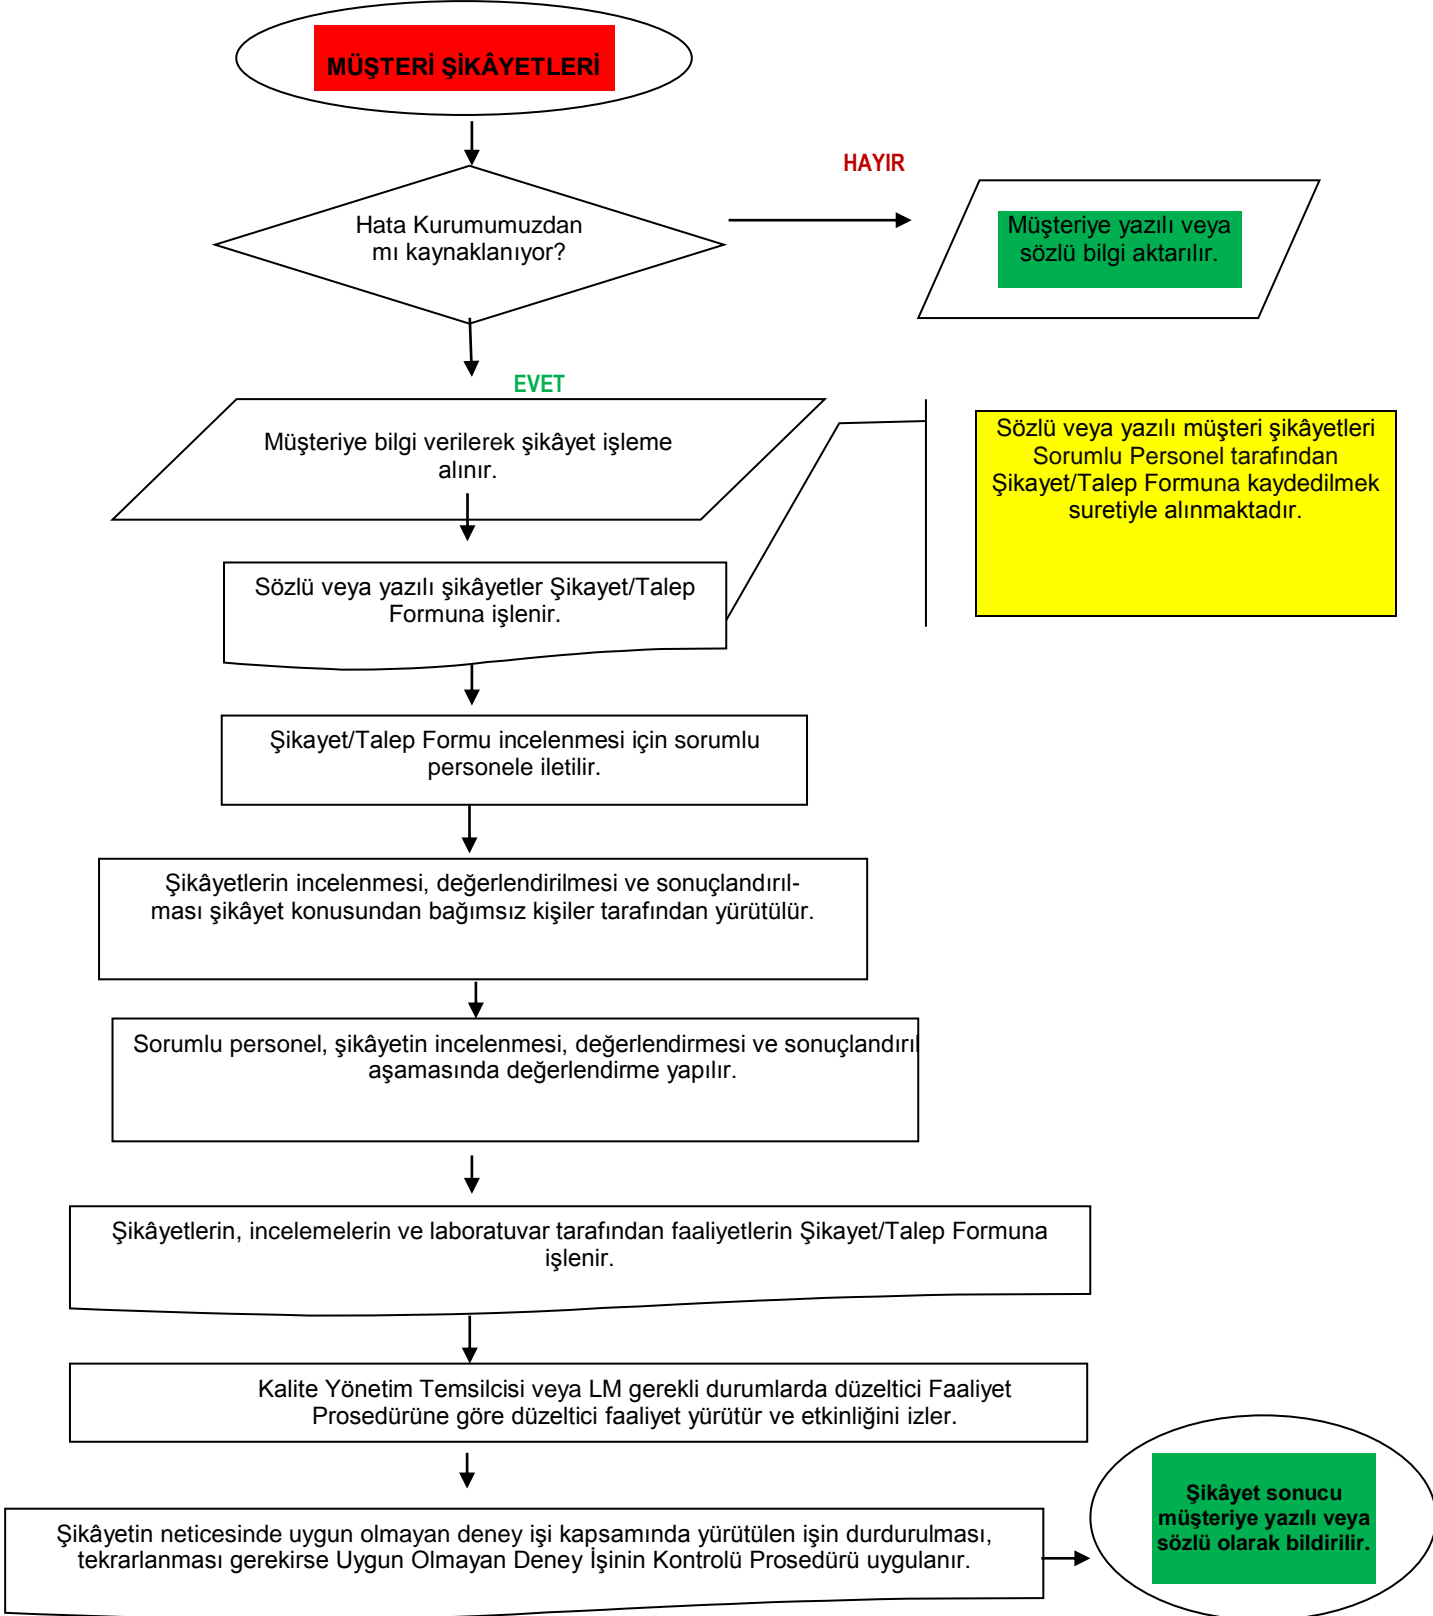 MÜŞTERİ ŞİKÂYETLERİ
HAYIR
Hata Kurumumuzdan
mı kaynaklanıyor?
Müşteriye yazılı veya
sözlü bilgi aktarılır.
EVET
Müşteriye bilgi verilerek şikâyet işleme
alınır.
Sözlü veya yazılı müşteri şikâyetleri
Sorumlu Personel tarafından
Şikayet/Talep Formuna kaydedilmek
suretiyle alınmaktadır.
Sözlü veya yazılı şikâyetler Şikayet/Talep
Formuna işlenir.
Şikayet/Talep Formu incelenmesi için sorumlu
personele iletilir.
Şikâyetlerin incelenmesi, değerlendirilmesi ve sonuçlandırıl-
ması şikâyet konusundan bağımsız kişiler tarafından yürütülür.
Sorumlu personel, şikâyetin incelenmesi, değerlendirmesi ve sonuçlandırıl
aşamasında değerlendirme yapılır.
Şikâyetlerin, incelemelerin ve laboratuvar tarafından faaliyetlerin Şikayet/Talep Formuna
işlenir.
Kalite Yönetim Temsilcisi veya LM gerekli durumlarda düzeltici Faaliyet
Prosedürüne göre düzeltici faaliyet yürütür ve etkinliğini izler.
Şikâyetin neticesinde uygun olmayan deney işi kapsamında yürütülen işin durdurulması,
tekrarlanması gerekirse Uygun Olmayan Deney İşinin Kontrolü Prosedürü uygulanır.
Şikâyet sonucu
müşteriye yazılı veya
sözlü olarak bildirilir.